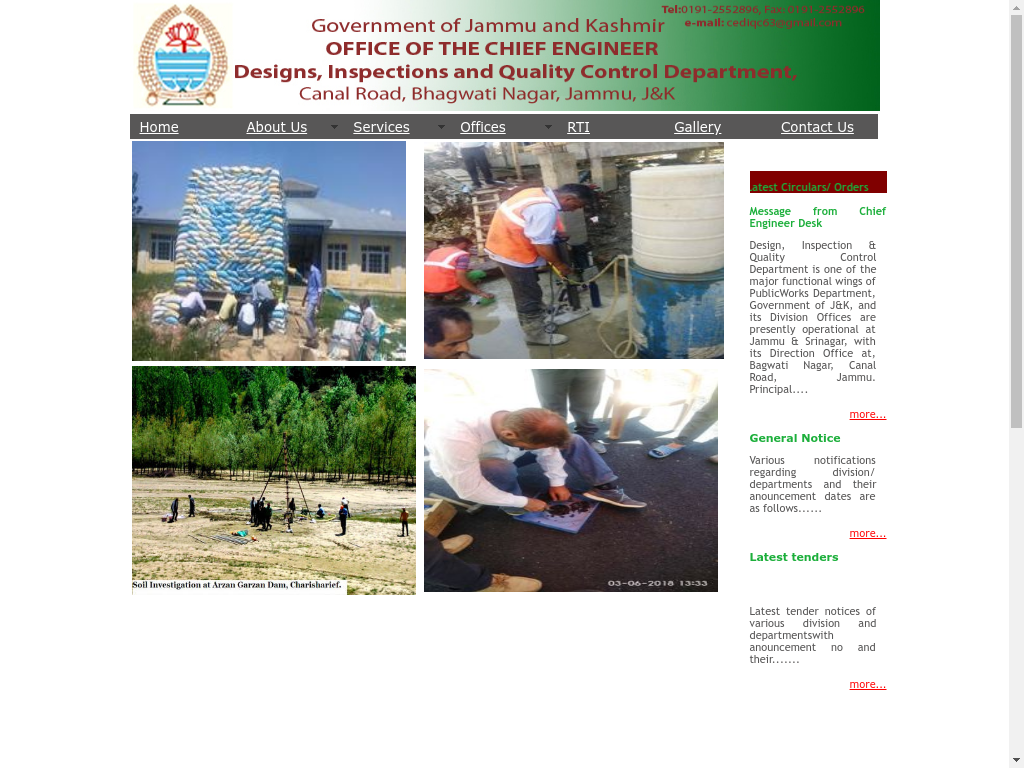 Tel:0191-2552896, Fax: 0191-2552896
e-mail: cediqc63@gmail.com
Government of Jammu and Kashmir
OFFICE OF THE CHIEF ENGINEER
Designs, Inspections and Quality Control Department,
Canal Road, Bhagwati Nagar, Jammu, J&K
Home About Us Services Offices RTI Gallery Contact Us
Latest Circulars/ Orders
Message from Chief
Engineer Desk
Design, Inspection &
Quality Control
Department is one of the
major functional wings of
PublicWorks Department,
Government of J&K, and
its Division Offices are
presently operational at
Jammu & Srinagar, with
its Direction Office at,
Bagwati Nagar, Canal
Road, Jammu.
Principal....
more...
General Notice
Various notifications
regarding division/
departments and their
anouncement dates are
as follows......
more...
Latest tenders
Latest tender notices of
various division and
departmentswith
anouncement no and
their.......
more...
Soil Investigation at Arzan Garzan Dam, Charisharief.
03-06-2018 13:33